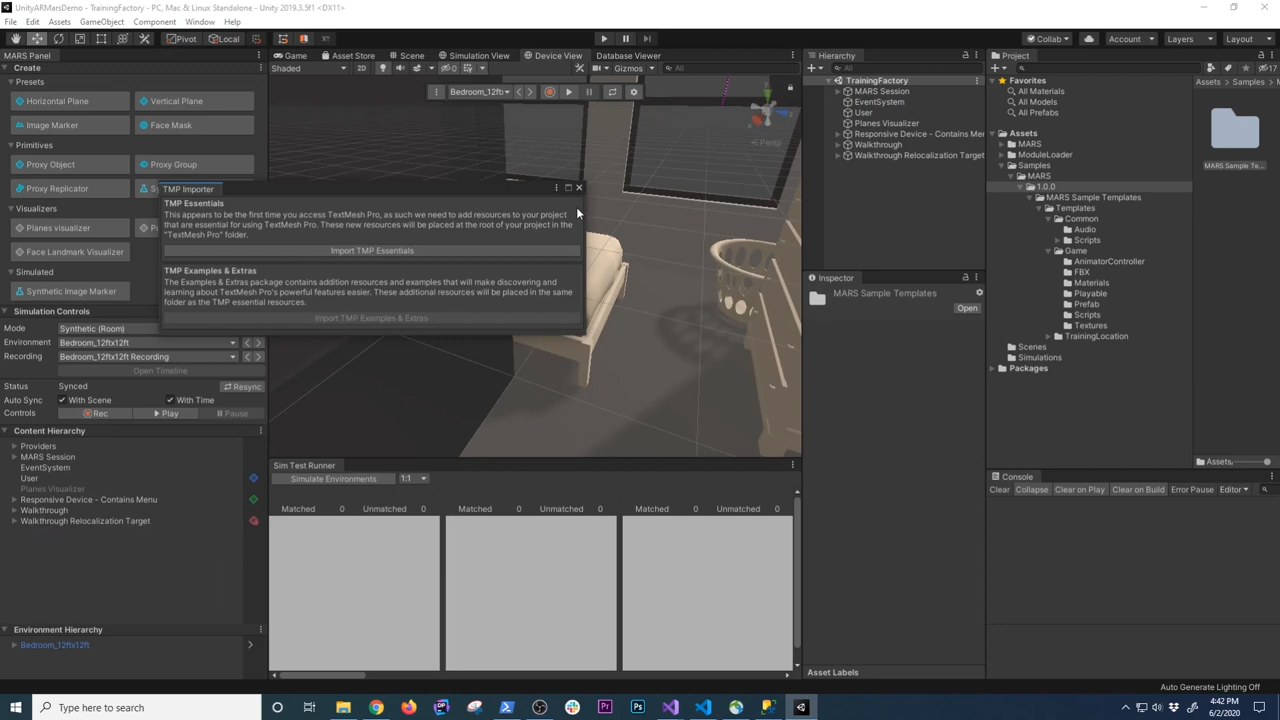 UnityARMarsDemo - TrainingFactory - PC, Mac & Linux Standalone - Unity 2019.3.9f1 <DX11>
File Edit Assets GameObject Component Window Help
Pivot Local Collab Account Layers Layout
MARS Panel
Create
Presets
Horizontal Plane Vertical Plane
Image Marker Face Mask
Primitives
Proxy Object Proxy Group
Proxy Replicator
Visualizers
Planes visualizer
Face Landmark Visualizer
Simulated
Synthetic Image Marker
Simulation Controls
Mode Synthetic (Room)
Environment Bedroom_12ftx12ft
Recording Bedroom_12ftx12ft Recording
Open Timeline
Status Synced Resync
Auto Sync With Scene With Time
Controls Rec Play Pause
Content Hierarchy
Providers
MARS Session
EventSystem
User
Planes Visualizer
Responsive Device - Contains Menu
Walkthrough
Walkthrough Relocalization Target
Environment Hierarchy
Bedroom_12ftx12ft
Game Asset Store Scene Simulation View Device View Database Viewer
Shaded 2D 0 Gizmos All
Bedroom_12ft
Persp
TMP Importer
TMP Essentials
This appears to be the first time you access TextMesh Pro, as such we need to add resources to your project
that are essential for using TextMesh Pro. These new resources will be placed at the root of your project in the
"TextMesh Pro" folder.
Import TMP Essentials
TMP Examples & Extras
The Examples & Extras package contains addition resources and examples that will make discovering and
learning about TextMesh Pro's powerful features easier. These additional resources will be placed in the same
folder as the TMP essential resources.
Import TMP Examples & Extras
Sim Test Runner
Simulate Environments 1:1
Matched 0 Unmatched 0 Matched 0 Unmatched 0 Matched 0 Unmatched 0
Hierarchy
All
TrainingFactory
MARS Session
EventSystem
User
Planes Visualizer
Responsive Device - Contains Men
Walkthrough
Walkthrough Relocalization Target
Inspector
MARS Sample Templates
Open
Asset Labels
Project
17
Favorites
All Materials
All Models
All Prefabs
Assets
MARS
ModuleLoader
Samples
MARS
1.0.0
MARS Sample Templates
Templates
Common
Audio
Scripts
Game
AnimatorController
FBX
Materials
Playable
Prefab
Scripts
Textures
TrainingLocation
Scenes
Simulations
Packages
Assets Samples
MARS Sample Te...
Assets,
Console
Clear Collapse Clear on Play Clear on Build Error Pause Editor
Auto Generate Lighting Off
Type here to search
4:42 PM
6/2/2020